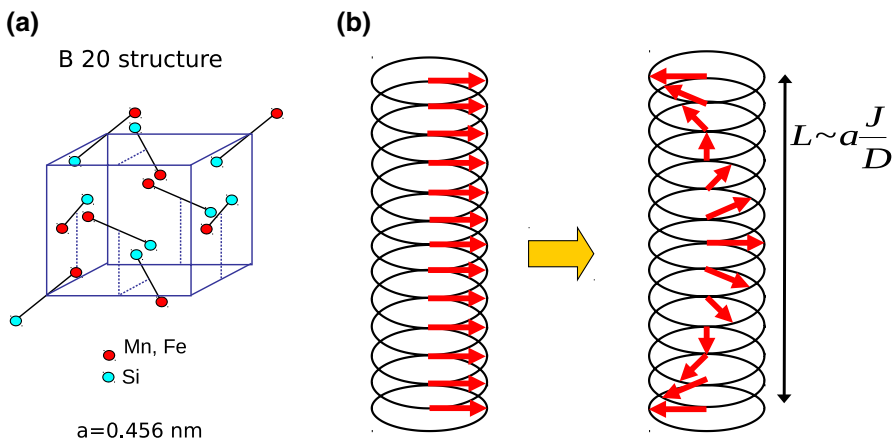 (a)
B 20 structure
Mn, Fe
Si
a=0.456 nm
(b)
L~a J/D